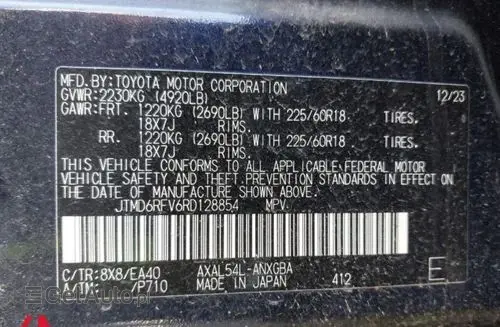 MFD.BY:TOYOTA MOTOR CORPORATION 12/23
GVWR:2230KG (4920LB)
GAWR:FRT. 1220KG (2690LB) WITH 225/60R18 TIRES.
18X7J RIMS.
RR. 1220KG (2690LB) WITH 225/60R18 TIRES.
18X7J RIMS.
THIS VEHICLE CONFORMS TO ALL APPLICABLE FEDERAL MOTOR
VEHICLE SAFETY AND THEFT PREVENTION STANDARDS IN EFFECT ON
THE DATE OF MANUFACTURE SHOWN ABOVE.
JTMD6RFV6RD128854 MPV.
C/TR:8X8/EA40 AXAL54L-ANXGBA E
A/TM: /P710 MADE IN JAPAN 412